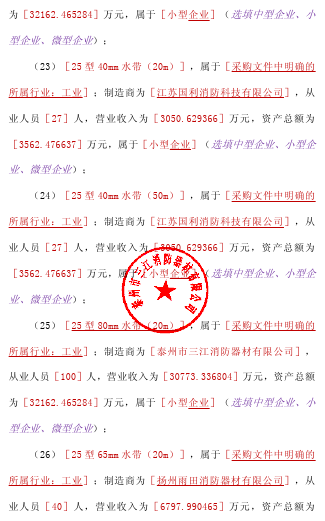 为［32162.465284］万元，属于［小型企业］（选填中型企业、小
型企业、微型企业）；
（23）［25 型 40mm 水带（20m）］，属于［采购文件中明确的
所属行业：工业］；制造商为［江苏国利消防科技有限公司］，从
业人员［27］人，营业收入为［3050.629366］万元，资产总额为
［3562.476637］万元，属于［小型企业］（选填中型企业、小型企
业、微型企业）；
（24）［25 型 40mm 水带（50m）］，属于［采购文件中明确的
所属行业：工业］；制造商为［江苏国利消防科技有限公司］，从
业人员［27］人，营业收入为［3050.629366］万元，资产总额为
［3562.476637］万元，属于［小型企业］（选填中型企业、小型企
业、微型企业）；
泰州市三江消防器材有限公司
（25）［25 型 80mm 水带（20m）］，属于［采购文件中明确的
所属行业：工业］；制造商为［泰州市三江消防器材有限公司］，
从业人员［100］人，营业收入为［30773.336804］万元，资产总额
为［32162.465284］万元，属于［小型企业］（选填中型企业、小
型企业、微型企业）；
（26）［25 型 65mm 水带（20m）］，属于［采购文件中明确的
所属行业：工业］；制造商为［扬州雨田消防器材有限公司］，从
业人员［40］人，营业收入为［6797.990465］万元，资产总额为